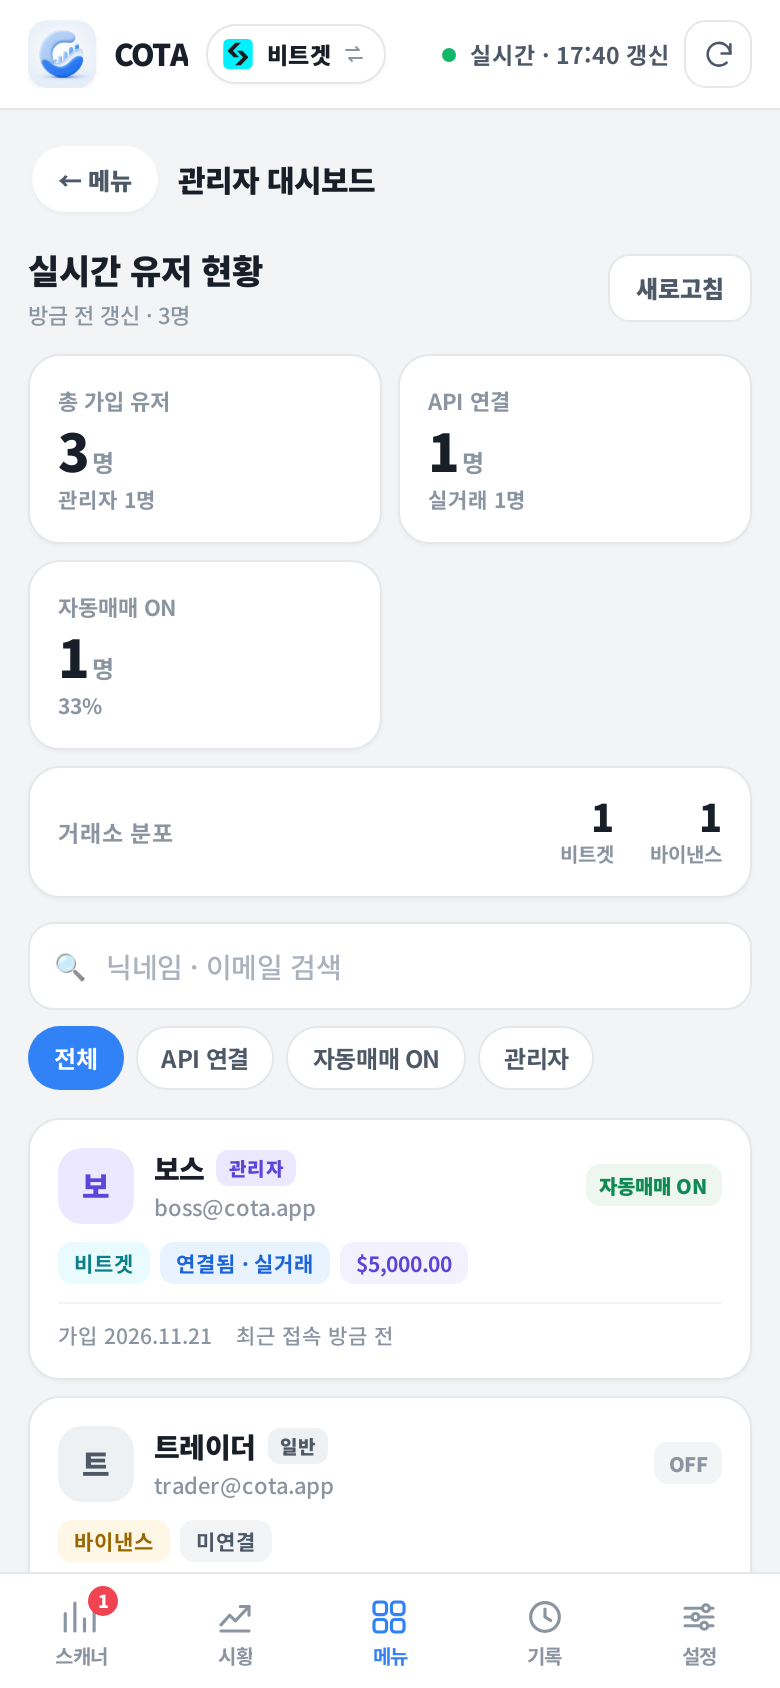 COTA 비트겟 실시간 · 17:40 갱신
← 메뉴 관리자 대시보드
실시간 유저 현황
방금 전 갱신 · 3명
새로고침
총 가입 유저
3명
관리자 1명
API 연결
1명
실거래 1명
자동매매 ON
1명
33%
거래소 분포
1 비트겟
1 바이낸스
닉네임 · 이메일 검색
전체 API 연결 자동매매 ON 관리자
보 보스 관리자
boss@cota.app
자동매매 ON
비트겟 연결됨 · 실거래 $5,000.00
가입 2026.11.21 최근 접속 방금 전
트 트레이더 일반
trader@cota.app
OFF
바이낸스 미연결
1
스캐너 시황 메뉴 기록 설정